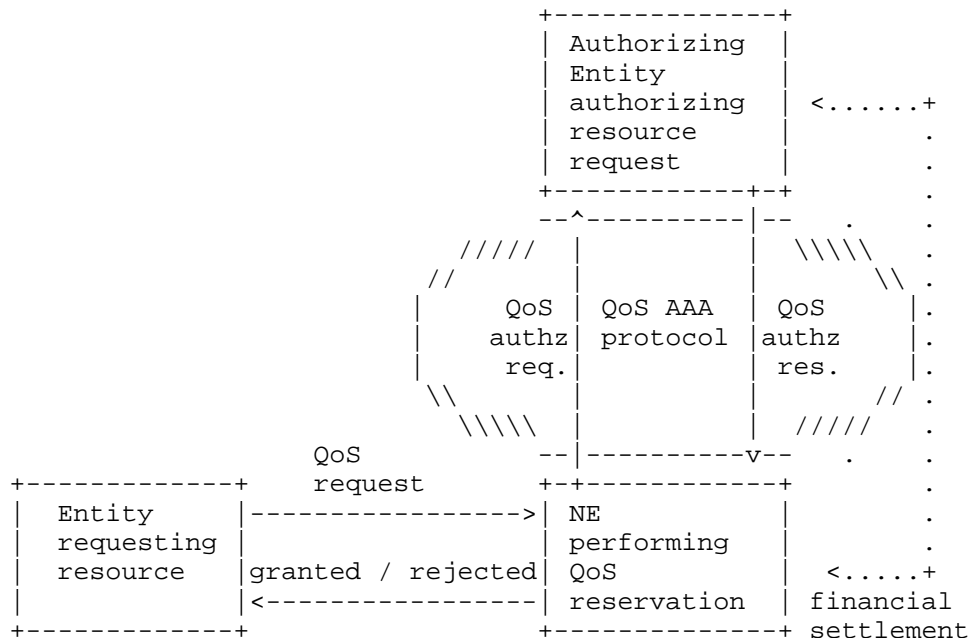 Authorizing
Entity
authorizing
resource
request
QoS QoS AAA QoS
authz protocol authz
req. res.
QoS
request
Entity NE
requesting performing
resource granted / rejected QoS
reservation financial
settlement